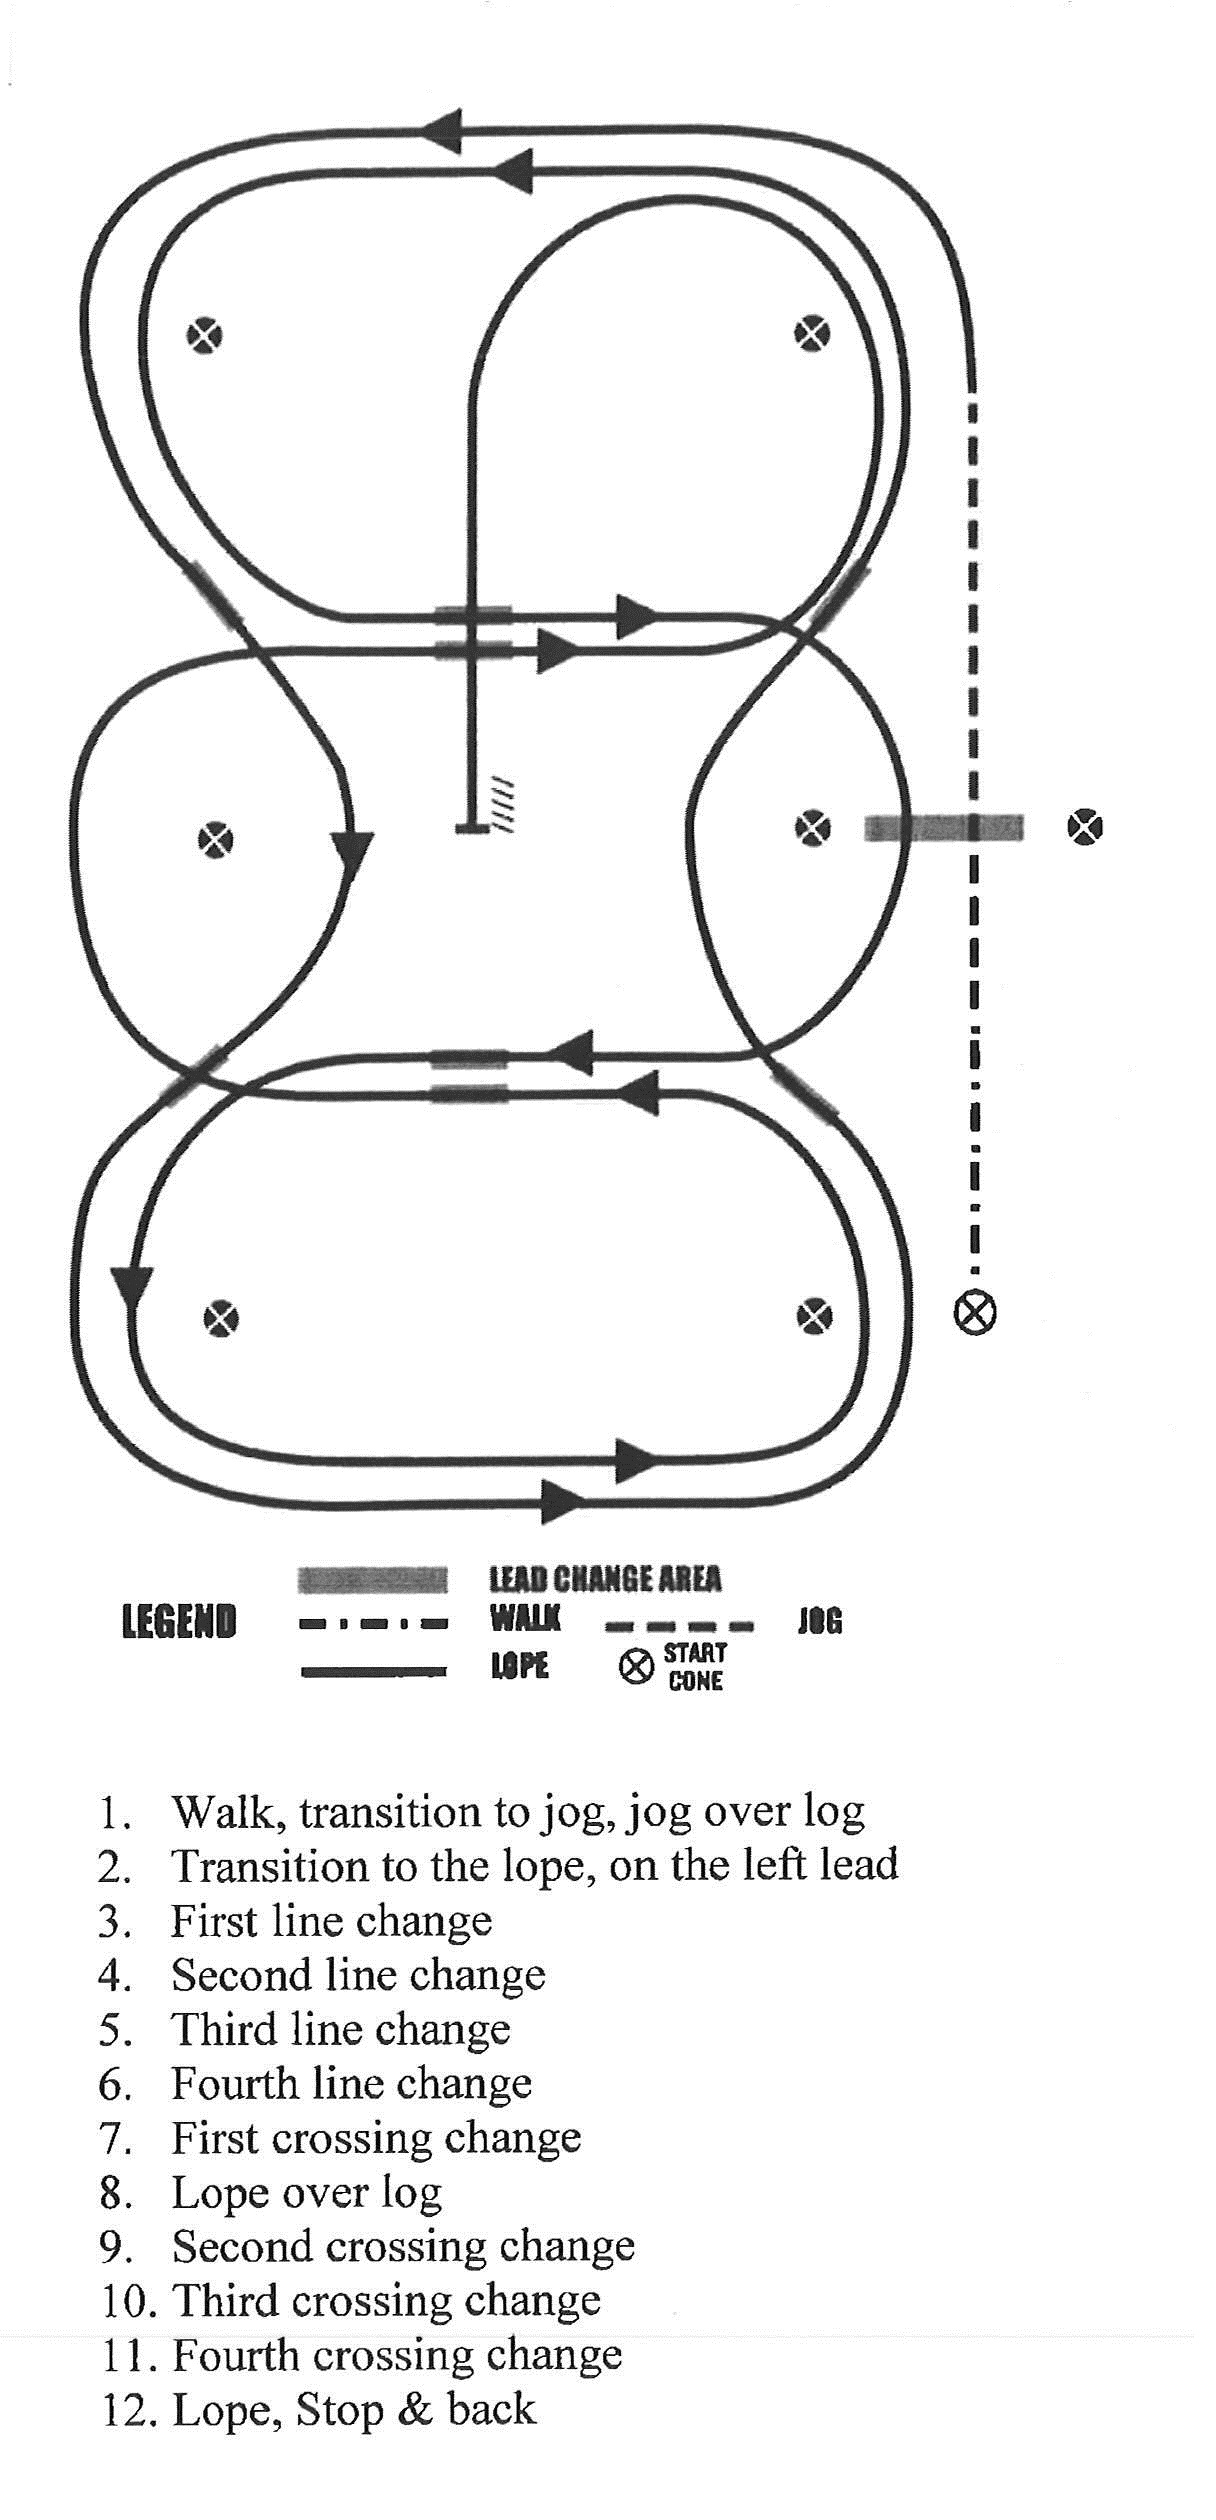 LEAD CHANGE AREA
LEGEND WALK JOG
LOPE START CONE
1. Walk, transition to jog, jog over log
2. Transition to the lope, on the left lead
3. First line change
4. Second line change
5. Third line change
6. Fourth line change
7. First crossing change
8. Lope over log
9. Second crossing change
10. Third crossing change
11. Fourth crossing change
12. Lope, Stop & back